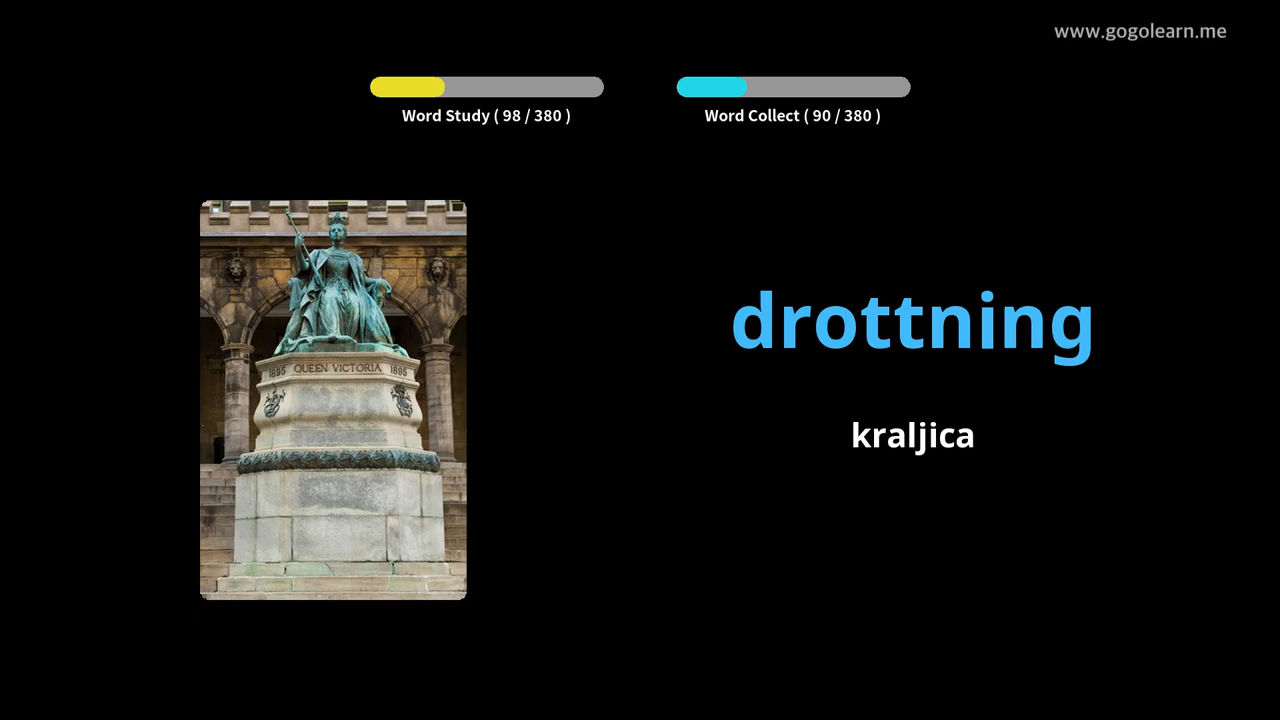 www.gogolearn.me
Word Study ( 98 / 380 )
Word Collect ( 90 / 380 )
1895 QUEEN VICTORIA 1895
drottning
kraljica